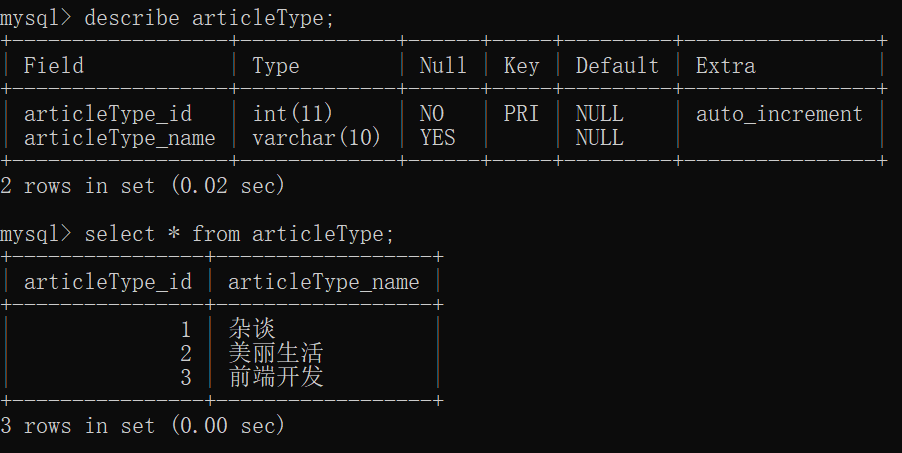 mysql> describe articleType;
+-------------------+-------------+------+-----+---------+----------------+
| Field             | Type        | Null | Key | Default | Extra          |
+-------------------+-------------+------+-----+---------+----------------+
| articleType_id    | int(11)     | NO   | PRI | NULL    | auto_increment |
| articleType_name  | varchar(10) | YES  |     | NULL    |                |
+-------------------+-------------+------+-----+---------+----------------+
2 rows in set (0.02 sec)
mysql> select * from articleType;
+----------------+------------------+
| articleType_id | articleType_name |
+----------------+------------------+
|              1 | 杂谈             |
|              2 | 美丽生活         |
|              3 | 前端开发         |
+----------------+------------------+
3 rows in set (0.00 sec)